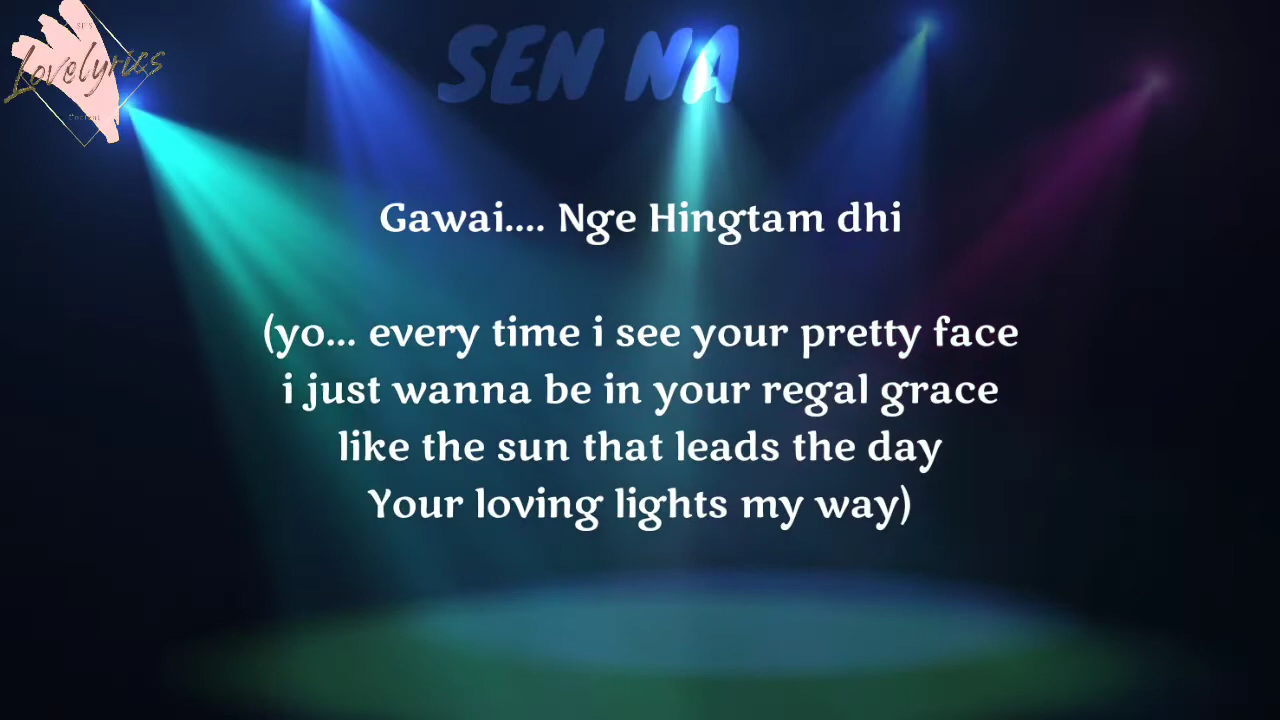 Lovelyrics
SEN NA
Gawai.... Nge Hingtam dhi
(yo... every time i see your pretty face
i just wanna be in your regal grace
like the sun that leads the day
Your loving lights my way)